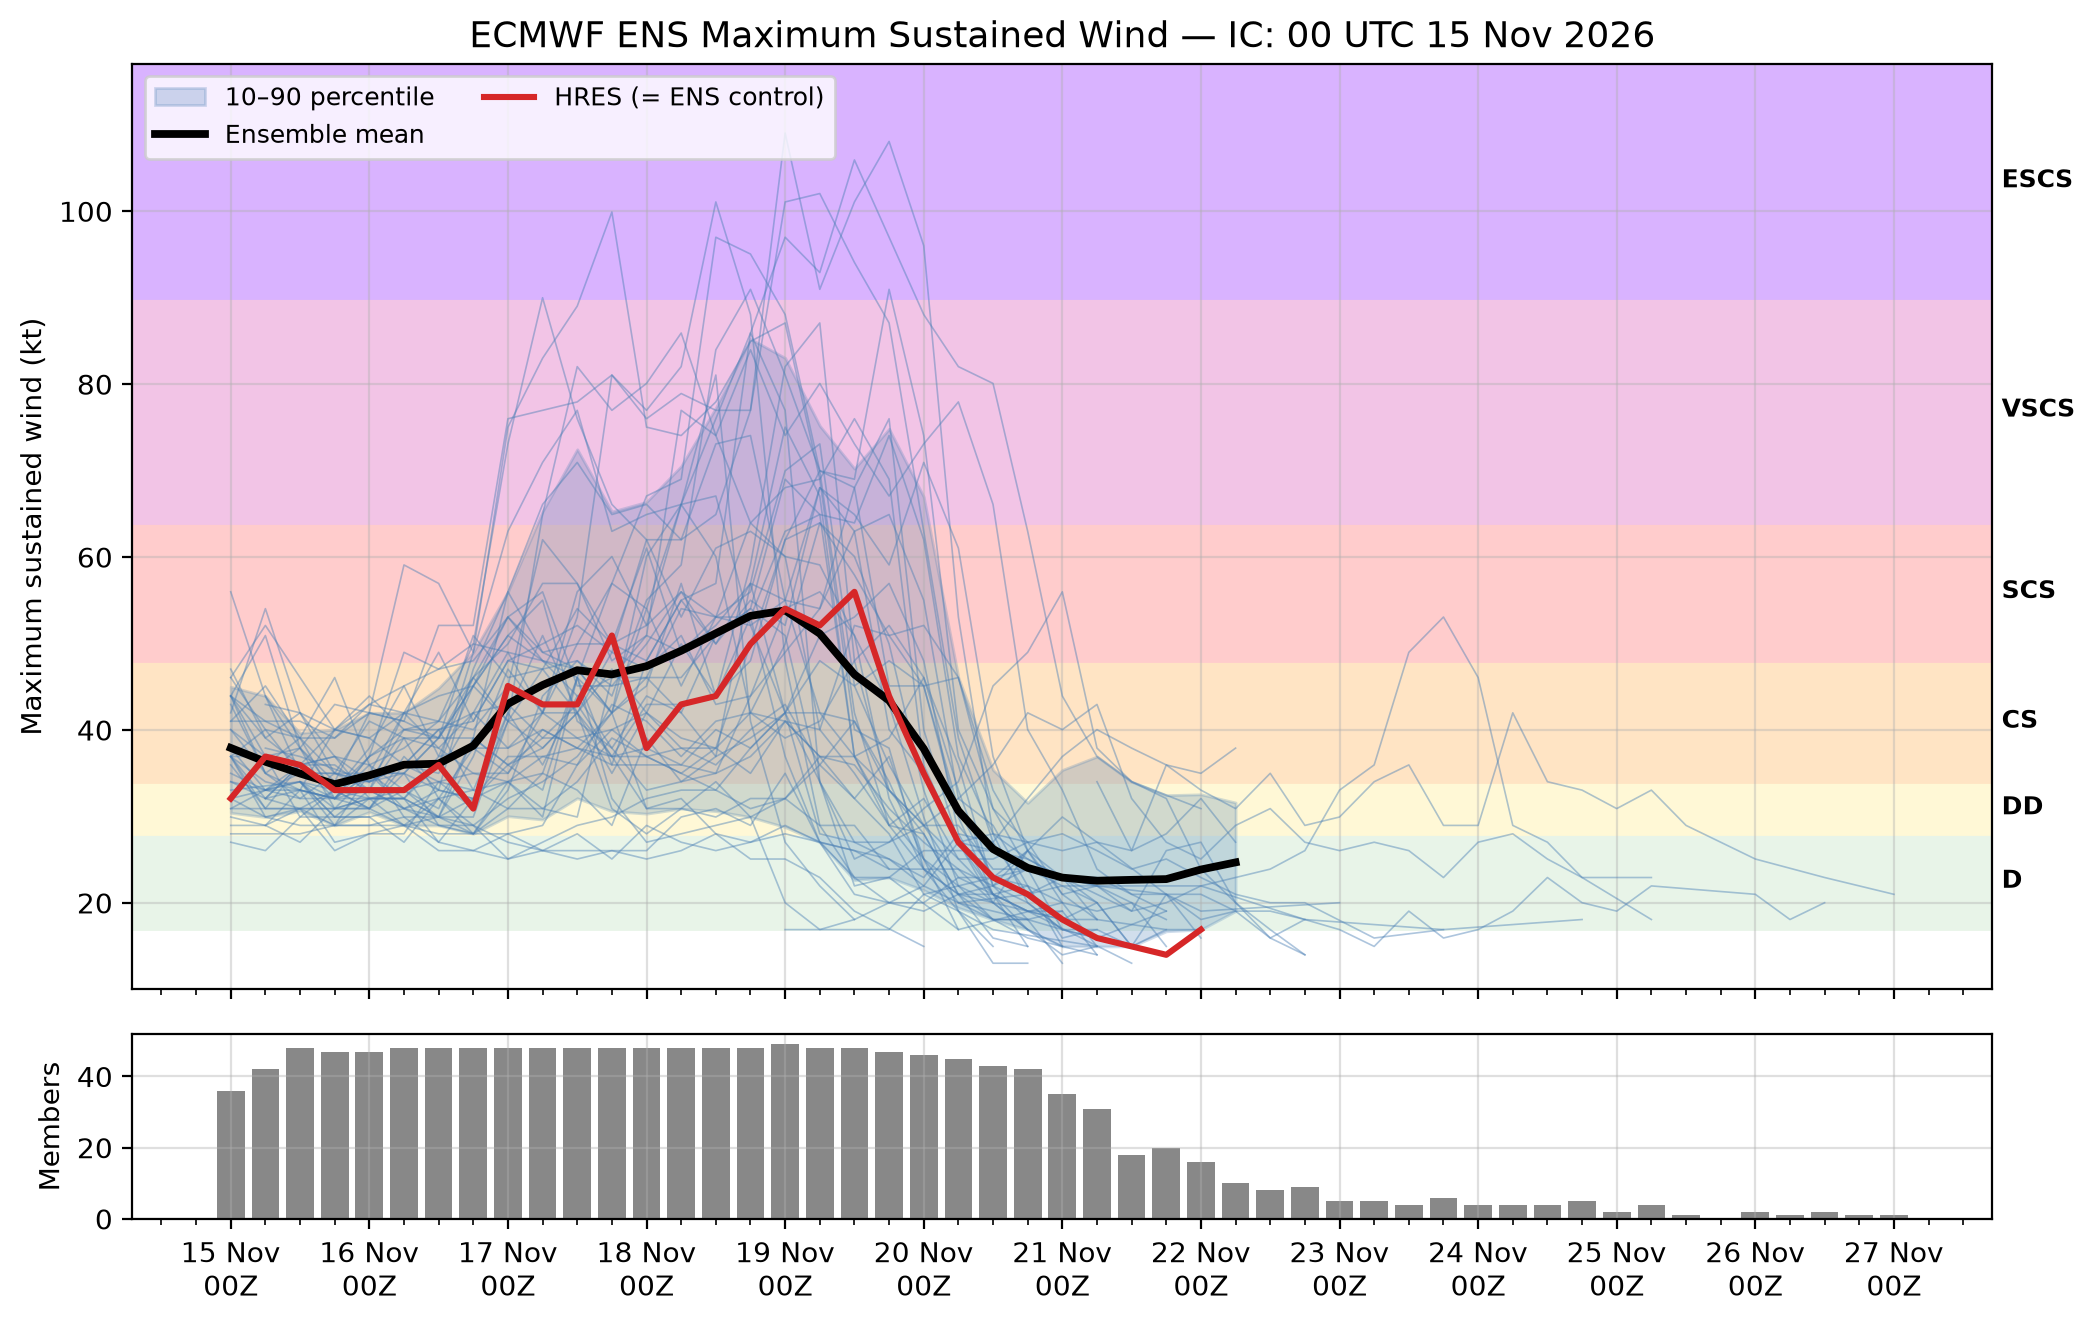 ECMWF ENS Maximum Sustained Wind — IC: 00 UTC 15 Nov 2026
10–90 percentile
Ensemble mean
HRES (= ENS control)
Maximum sustained wind (kt)
100
80
60
40
20
ESCS
VSCS
SCS
CS
DD
D
Members
40
20
0
15 Nov 16 Nov 17 Nov 18 Nov 19 Nov 20 Nov 21 Nov 22 Nov 23 Nov 24 Nov 25 Nov 26 Nov 27 Nov
00Z 00Z 00Z 00Z 00Z 00Z 00Z 00Z 00Z 00Z 00Z 00Z 00Z